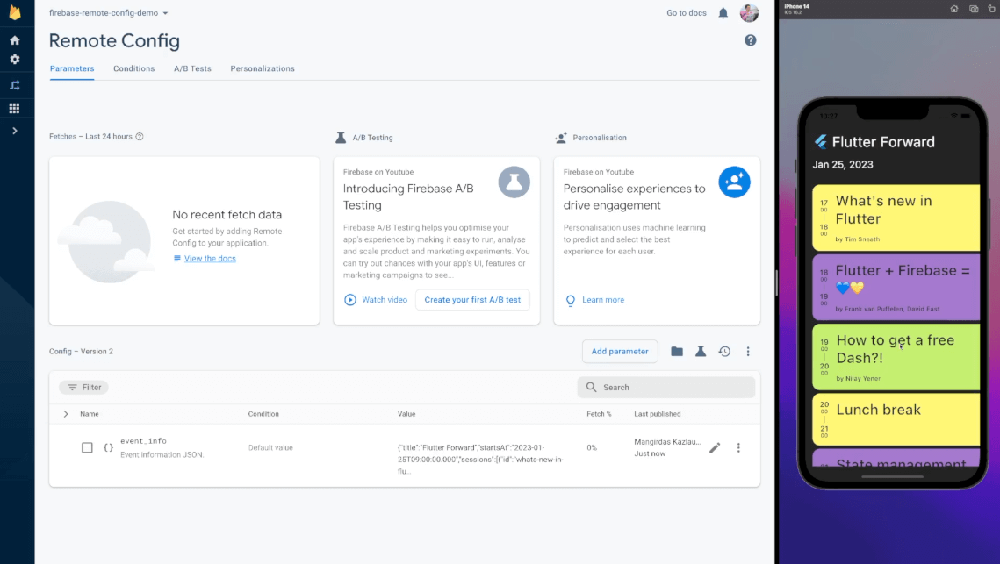 firebase-remote-config-demo
Go to docs
Remote Config
Parameters
Conditions
A/B Tests
Personalizations
Fetches – Last 24 hours
No recent fetch data
Get started by adding Remote
Config to your application.
View the docs
A/B Testing
Firebase on Youtube
Introducing Firebase A/B
Testing
Firebase A/B Testing helps you optimise your
app's experience by making it easy to run, analyse
and scale product and marketing experiments. You
can try out chances with your app's UI, features or
marketing campaigns to see...
Watch video
Create your first A/B test
Personalisation
Firebase on Youtube
Personalise experiences to
drive engagement
Personalisation uses machine learning
to predict and select the best
experience for each user.
Learn more
Config – Version 2
Add parameter
Filter
Search
Name
Condition
Value
Fetch %
Last published
{}
event_info
Event information JSON.
Default value
{"title":"Flutter Forward","startsAt":"2023-01-
25T09:00:00.000","sessions":[{"id":"whats-new-in-
flu...
0%
Mangirdas Kazlau...
Just now
iPhone 14
iOS 16.2
10:27
Flutter Forward
Jan 25, 2023
17
00
18
00
What's new in
Flutter
by Tim Sneath
18
00
19
00
Flutter + Firebase =
💙💛
by Frank van Puffelen, David East
19
00
20
00
How to get a free
Dash?!
by Nilay Yener
20
00
21
00
Lunch break
State management